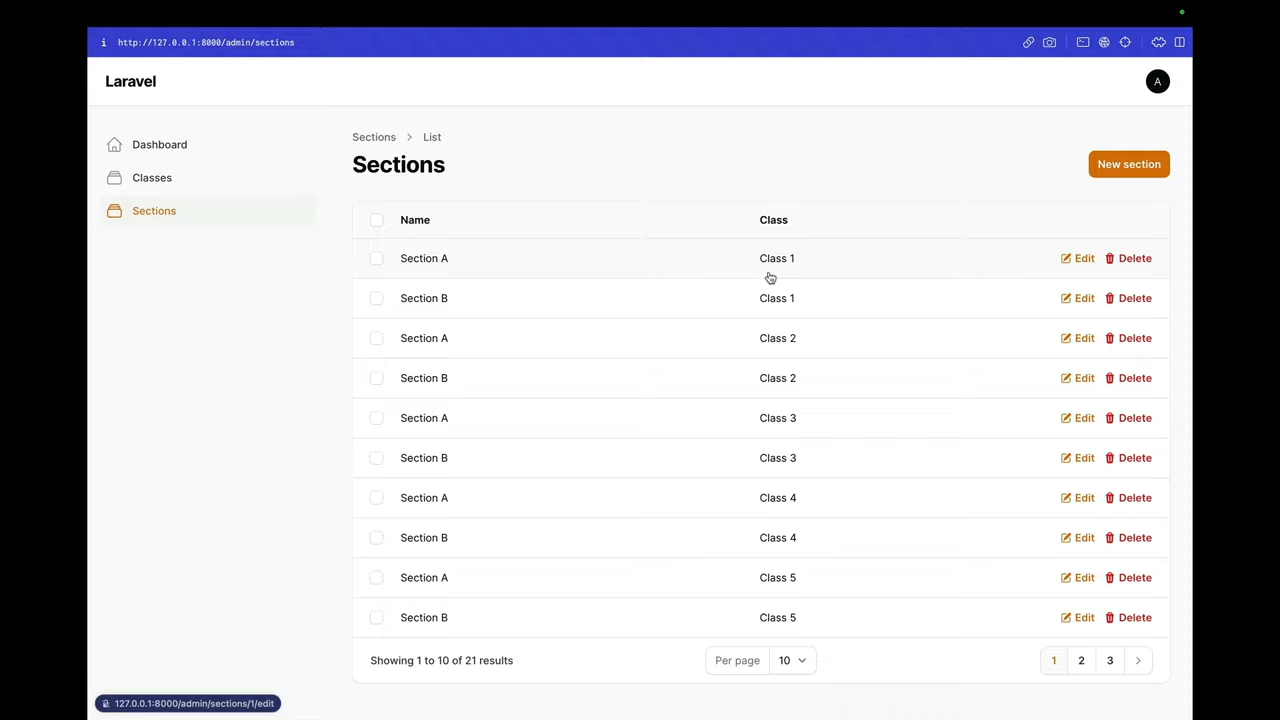 http://127.0.0.1:8000/admin/sections
Laravel
A
Dashboard
Classes
Sections
Sections > List
Sections
New section
Name Class
Section A Class 1 Edit Delete
Section B Class 1 Edit Delete
Section A Class 2 Edit Delete
Section B Class 2 Edit Delete
Section A Class 3 Edit Delete
Section B Class 3 Edit Delete
Section A Class 4 Edit Delete
Section B Class 4 Edit Delete
Section A Class 5 Edit Delete
Section B Class 5 Edit Delete
Showing 1 to 10 of 21 results Per page 10 1 2 3
127.0.0.1:8000/admin/sections/1/edit